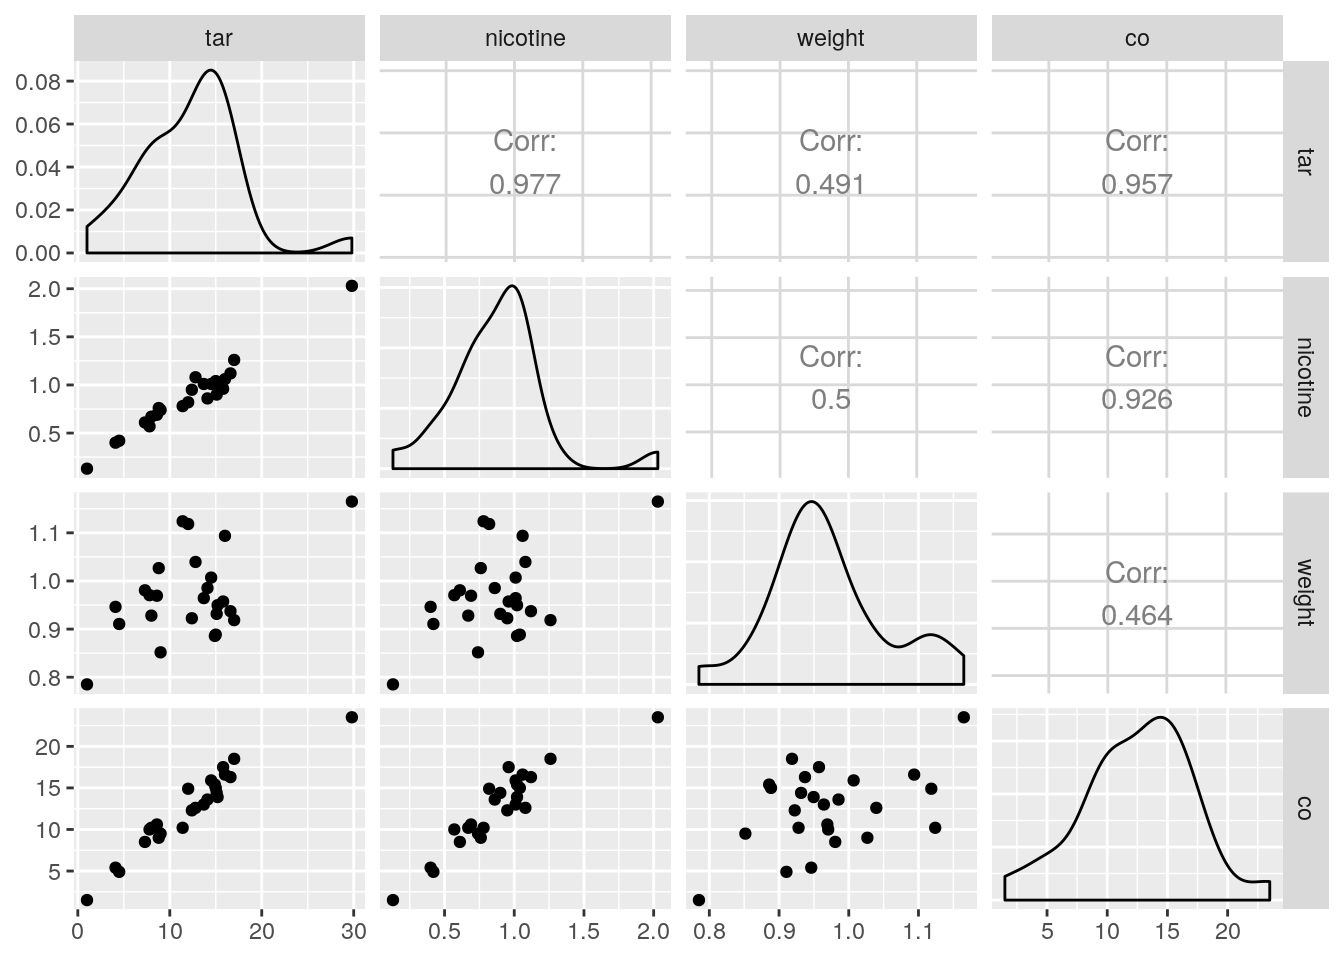 tar nicotine weight co
0.08
0.06
0.04
0.02
0.00
Corr:
0.977
Corr:
0.491
Corr:
0.957
tar
2.0
1.5
1.0
0.5
Corr:
0.5
Corr:
0.926
nicotine
1.1
1.0
0.9
0.8
Corr:
0.464
weight
20
15
10
5
co
0 10 20 30 0.5 1.0 1.5 2.0 0.8 0.9 1.0 1.1 5 10 15 20